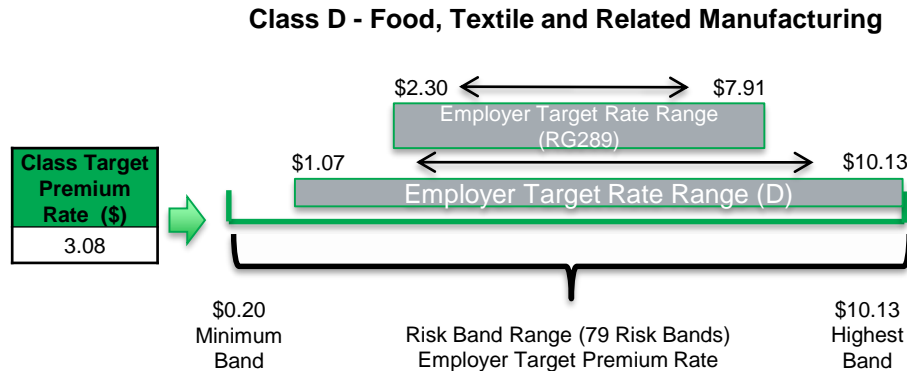 Class D - Food, Textile and Related Manufacturing
$2.30
$7.91
Employer Target Rate Range
(RG289)
$1.07
$10.13
Employer Target Rate Range (D)
Class Target
Premium
Rate ($)
3.08
$0.20
Minimum
Band
Risk Band Range (79 Risk Bands)
Employer Target Premium Rate
$10.13
Highest
Band